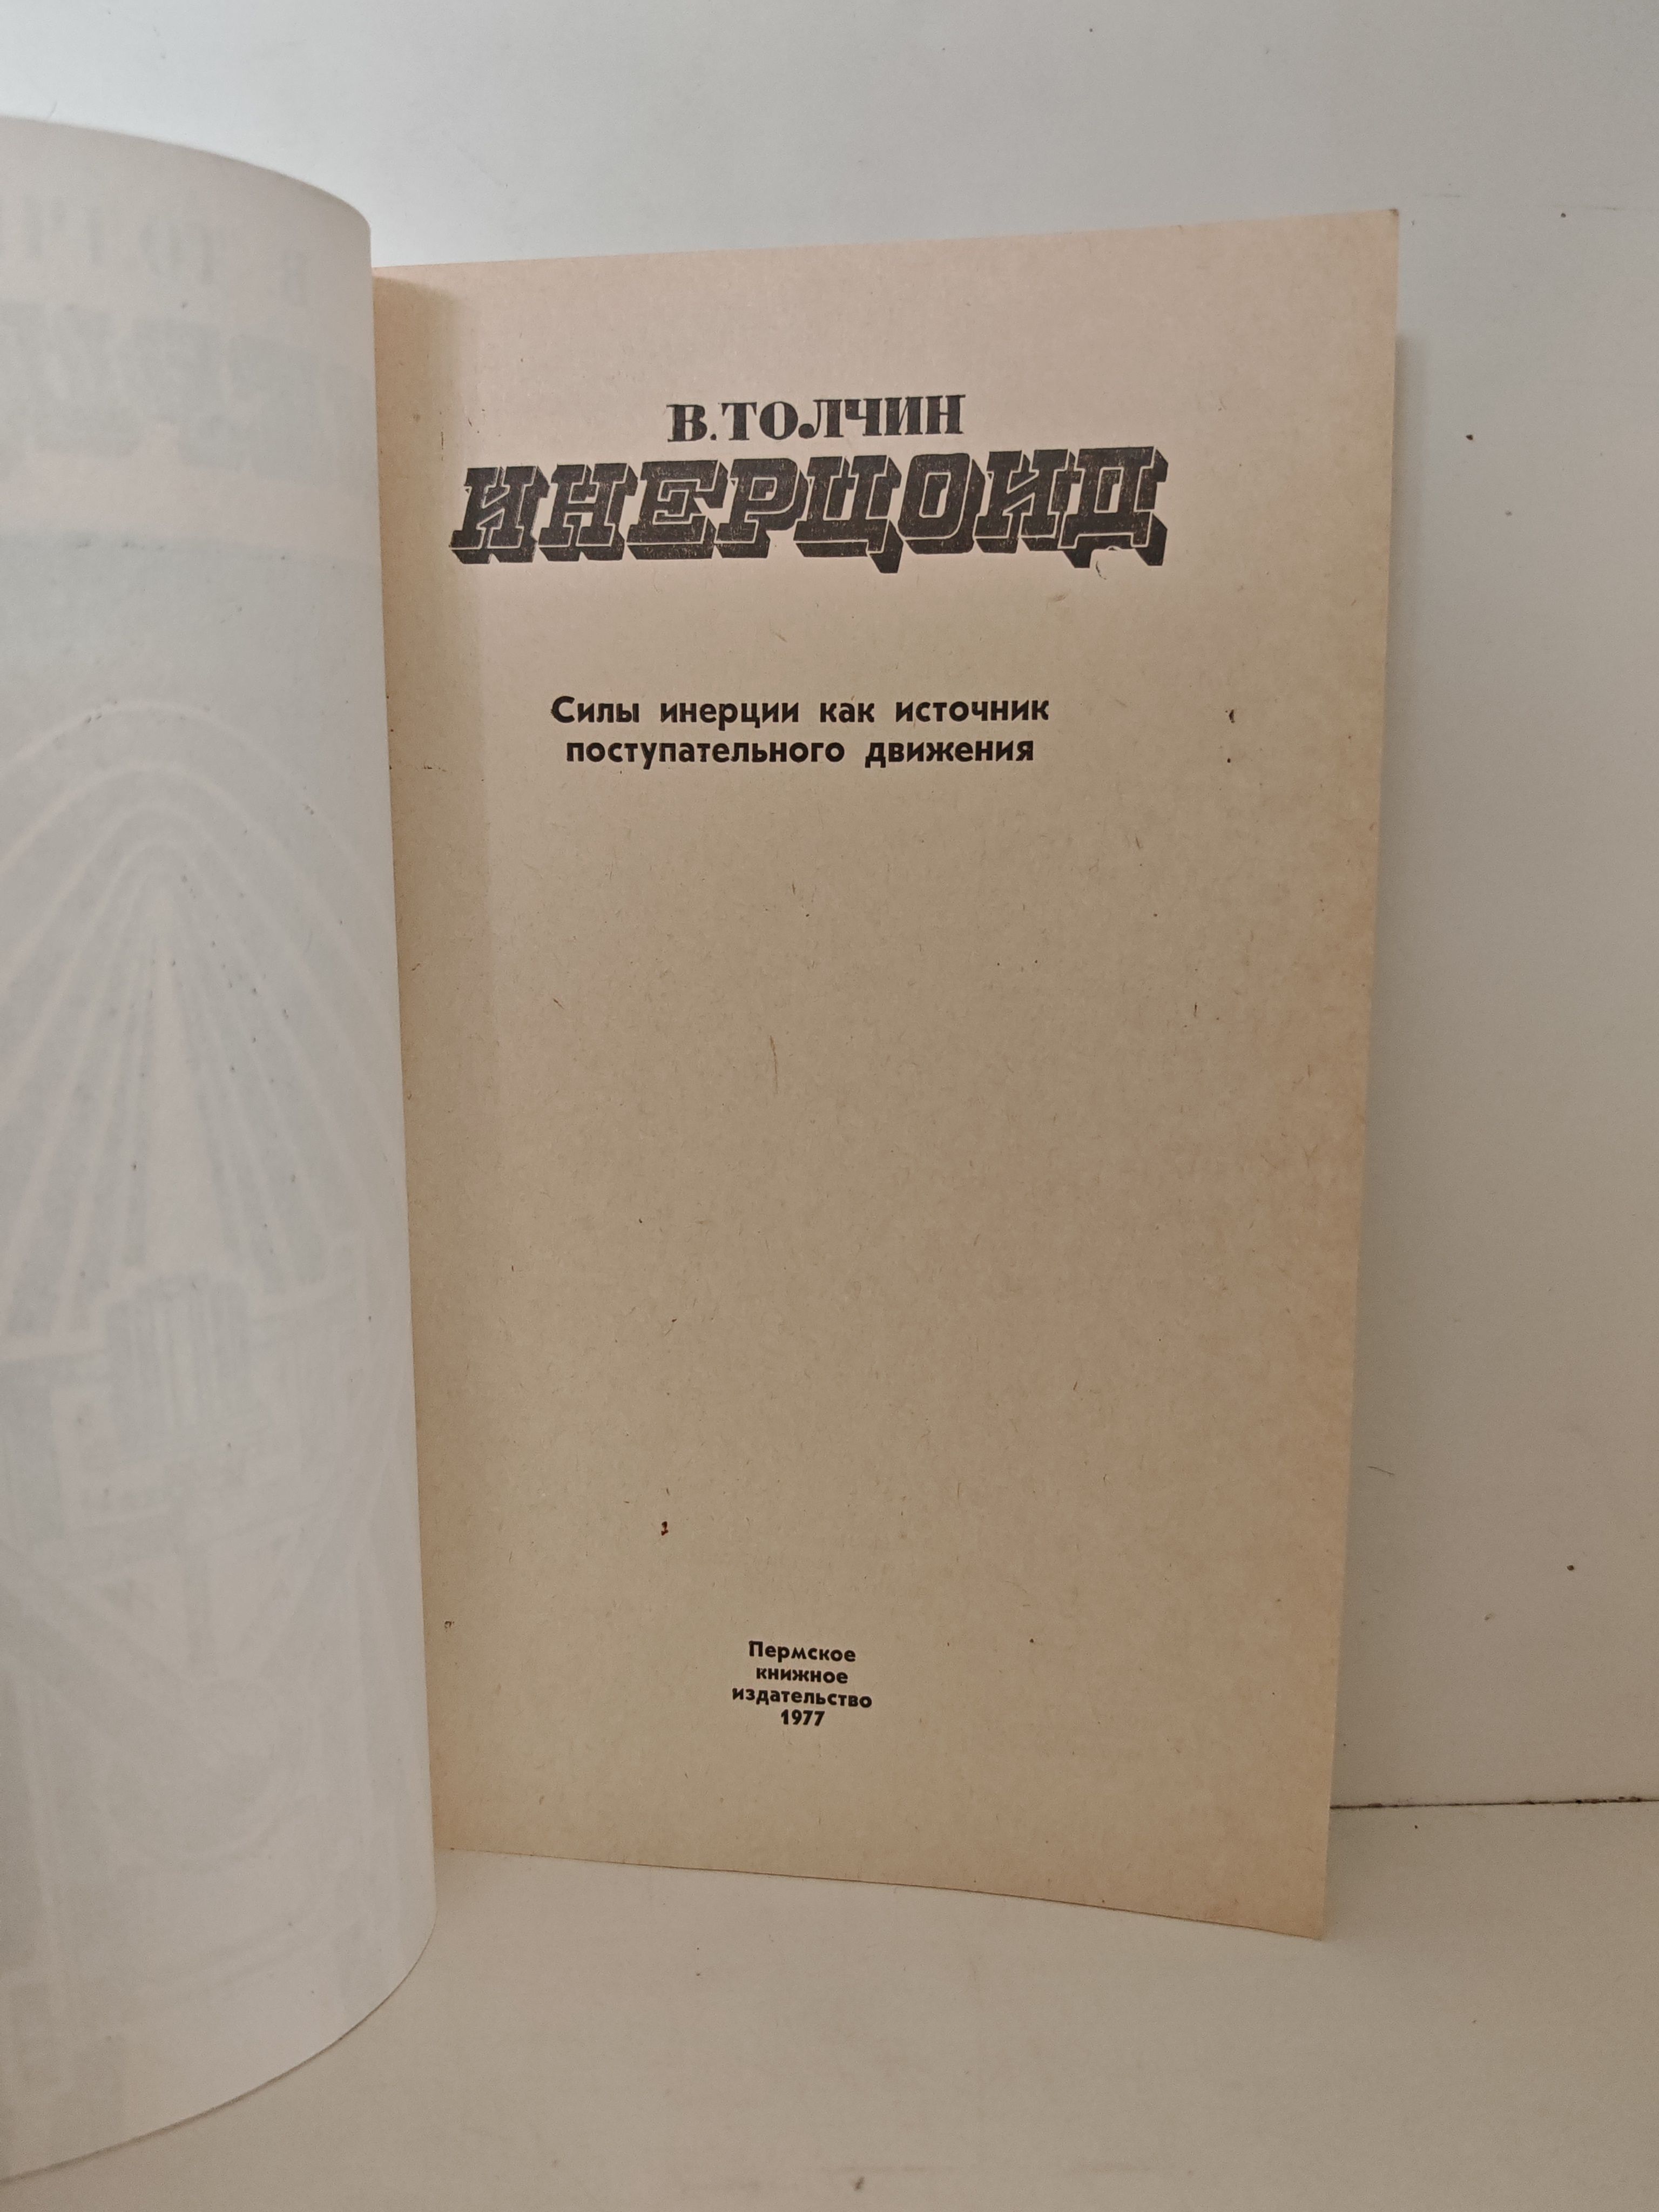 В. ТОЛЧИН
ИНЕРЦОИД
Силы инерции как источник
поступательного движения
Пермское
книжное
издательство
1977